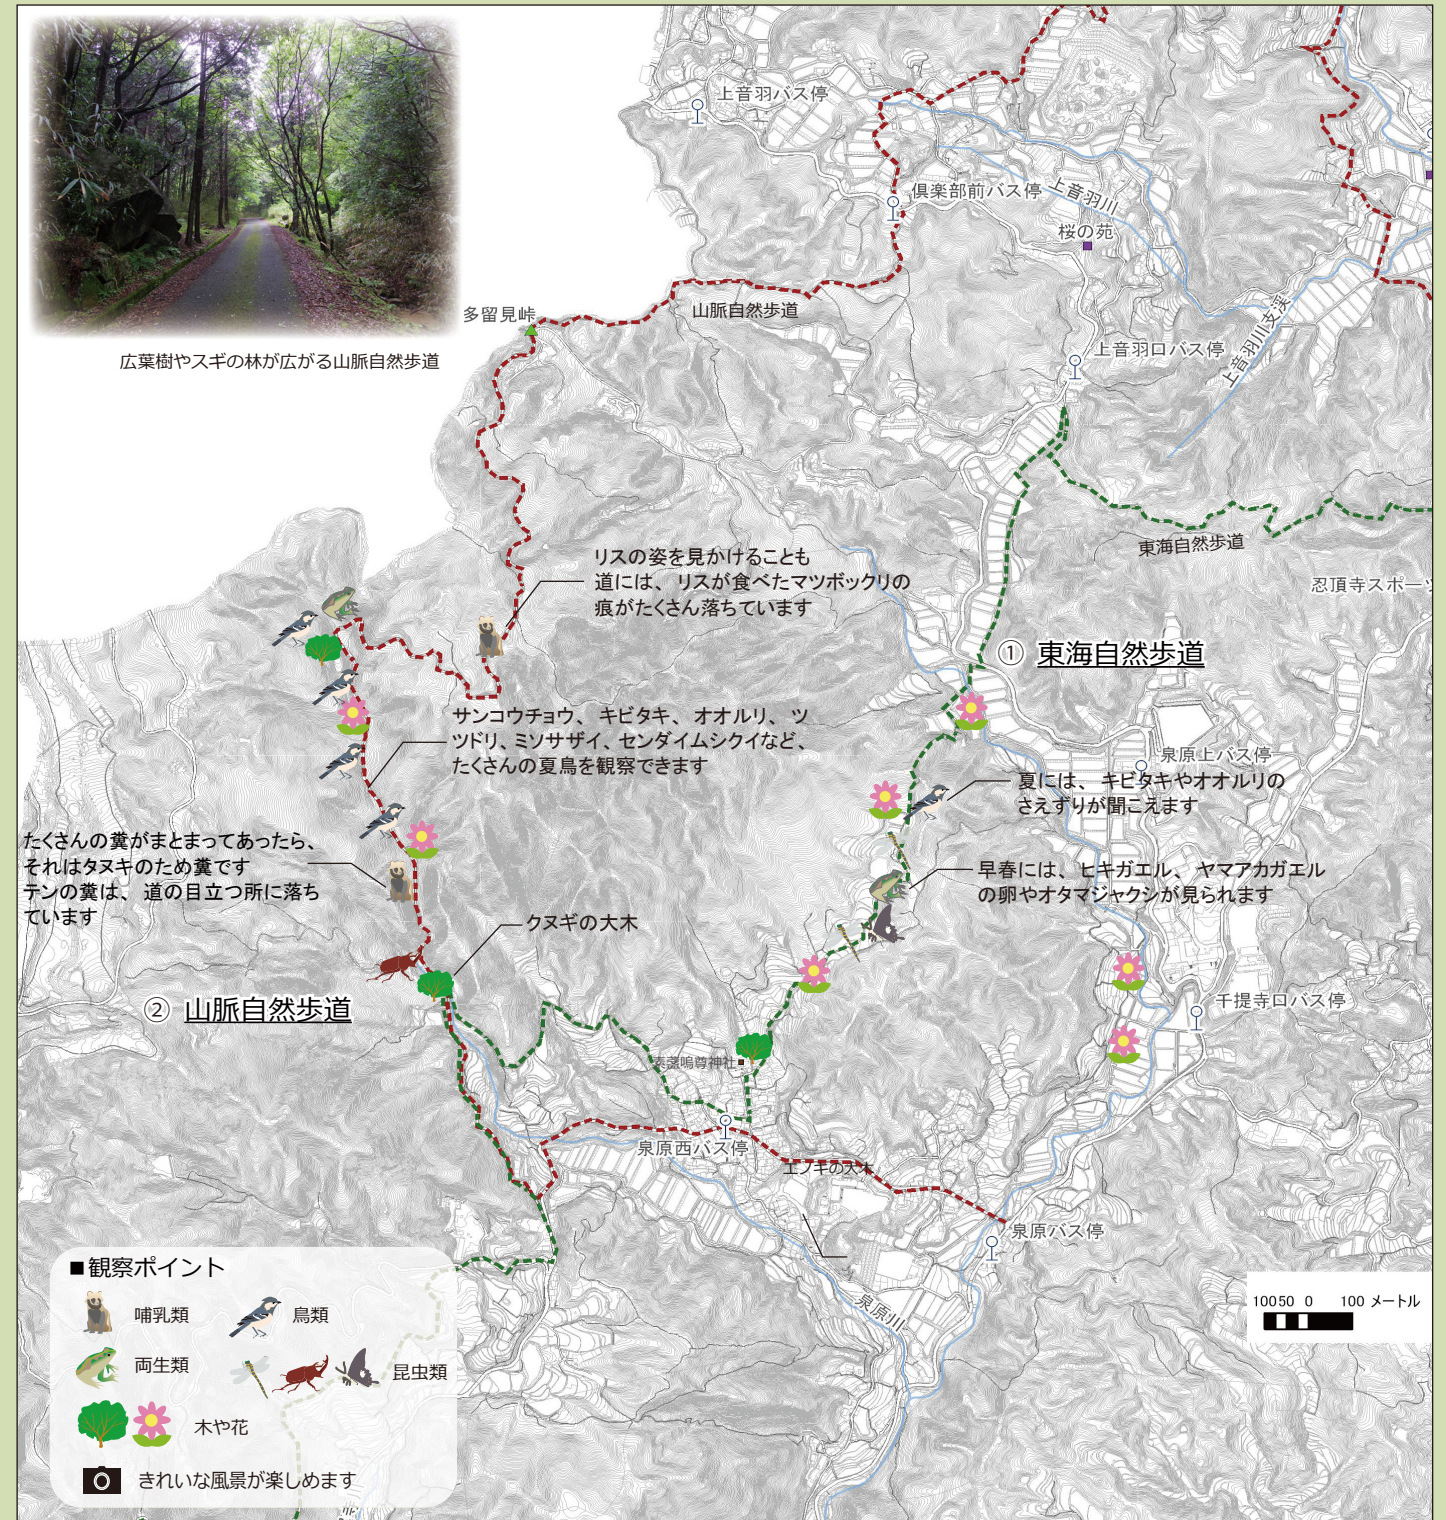 上音羽バス停
倶楽部前バス停
上音羽川
桜の苑
多留見峠
山脈自然歩道
広葉樹やスギの林が広がる山脈自然歩道
上音羽口バス停
上音羽川支渓
東海自然歩道
忍頂寺スポーツ
リスの姿を見かけることも
道には、リスが食べたマツボックリの
痕がたくさん落ちています
① 東海自然歩道
サンコウチョウ、キビタキ、オオルリ、ツ
ツドリ、ミソサザイ、センダイムシクイなど、
たくさんの夏鳥を観察できます
泉原上バス停
夏には、キビタキやオオルリの
さえずりが聞こえます
たくさんの糞がまとまってあったら、
それはタヌキのため糞です
テンの糞は、道の目立つ所に落ち
ています
早春には、ヒキガエル、ヤマアカガエル
の卵やオタマジャクシが見られます
クヌギの大木
② 山脈自然歩道
千提寺口バス停
素盞嗚尊神社
泉原西バス停
エノキの大木
泉原バス停
泉原川
■観察ポイント
哺乳類
鳥類
両生類
昆虫類
木や花
きれいな風景が楽しめます
10050 0 100 メートル